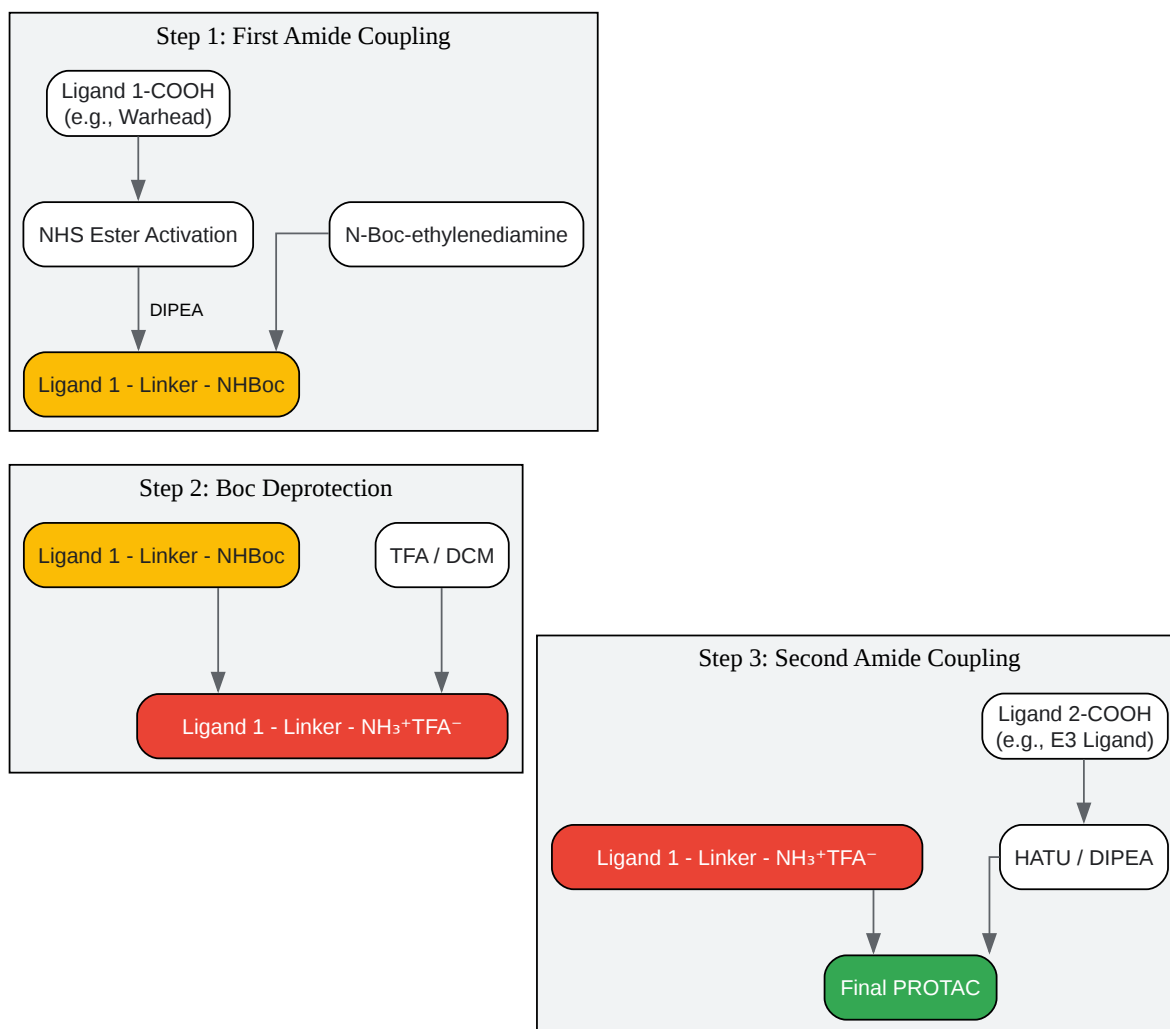 Step 1: First Amide Coupling
Ligand 1-COOH
(e.g., Warhead)
NHS Ester Activation
N-Boc-ethylenediamine
DIPEA
Ligand 1 - Linker - NHBoc
Step 2: Boc Deprotection
Ligand 1 - Linker - NHBoc
TFA / DCM
Ligand 1 - Linker - NH₃⁺TFA⁻
Step 3: Second Amide Coupling
Ligand 2-COOH
(e.g., E3 Ligand)
Ligand 1 - Linker - NH₃⁺TFA⁻
HATU / DIPEA
Final PROTAC